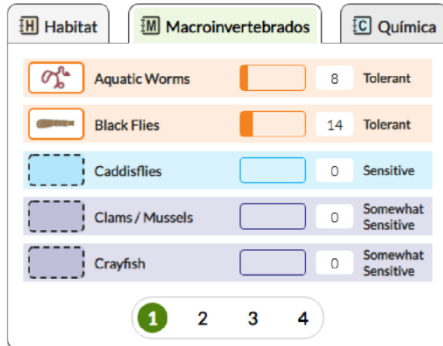 H Habitat M Macroinvertebrados C Química
Aquatic Worms 8 Tolerant
Black Flies 14 Tolerant
Caddisflies 0 Sensitive
Clams / Mussels 0 Somewhat Sensitive
Crayfish 0 Somewhat Sensitive
1 2 3 4